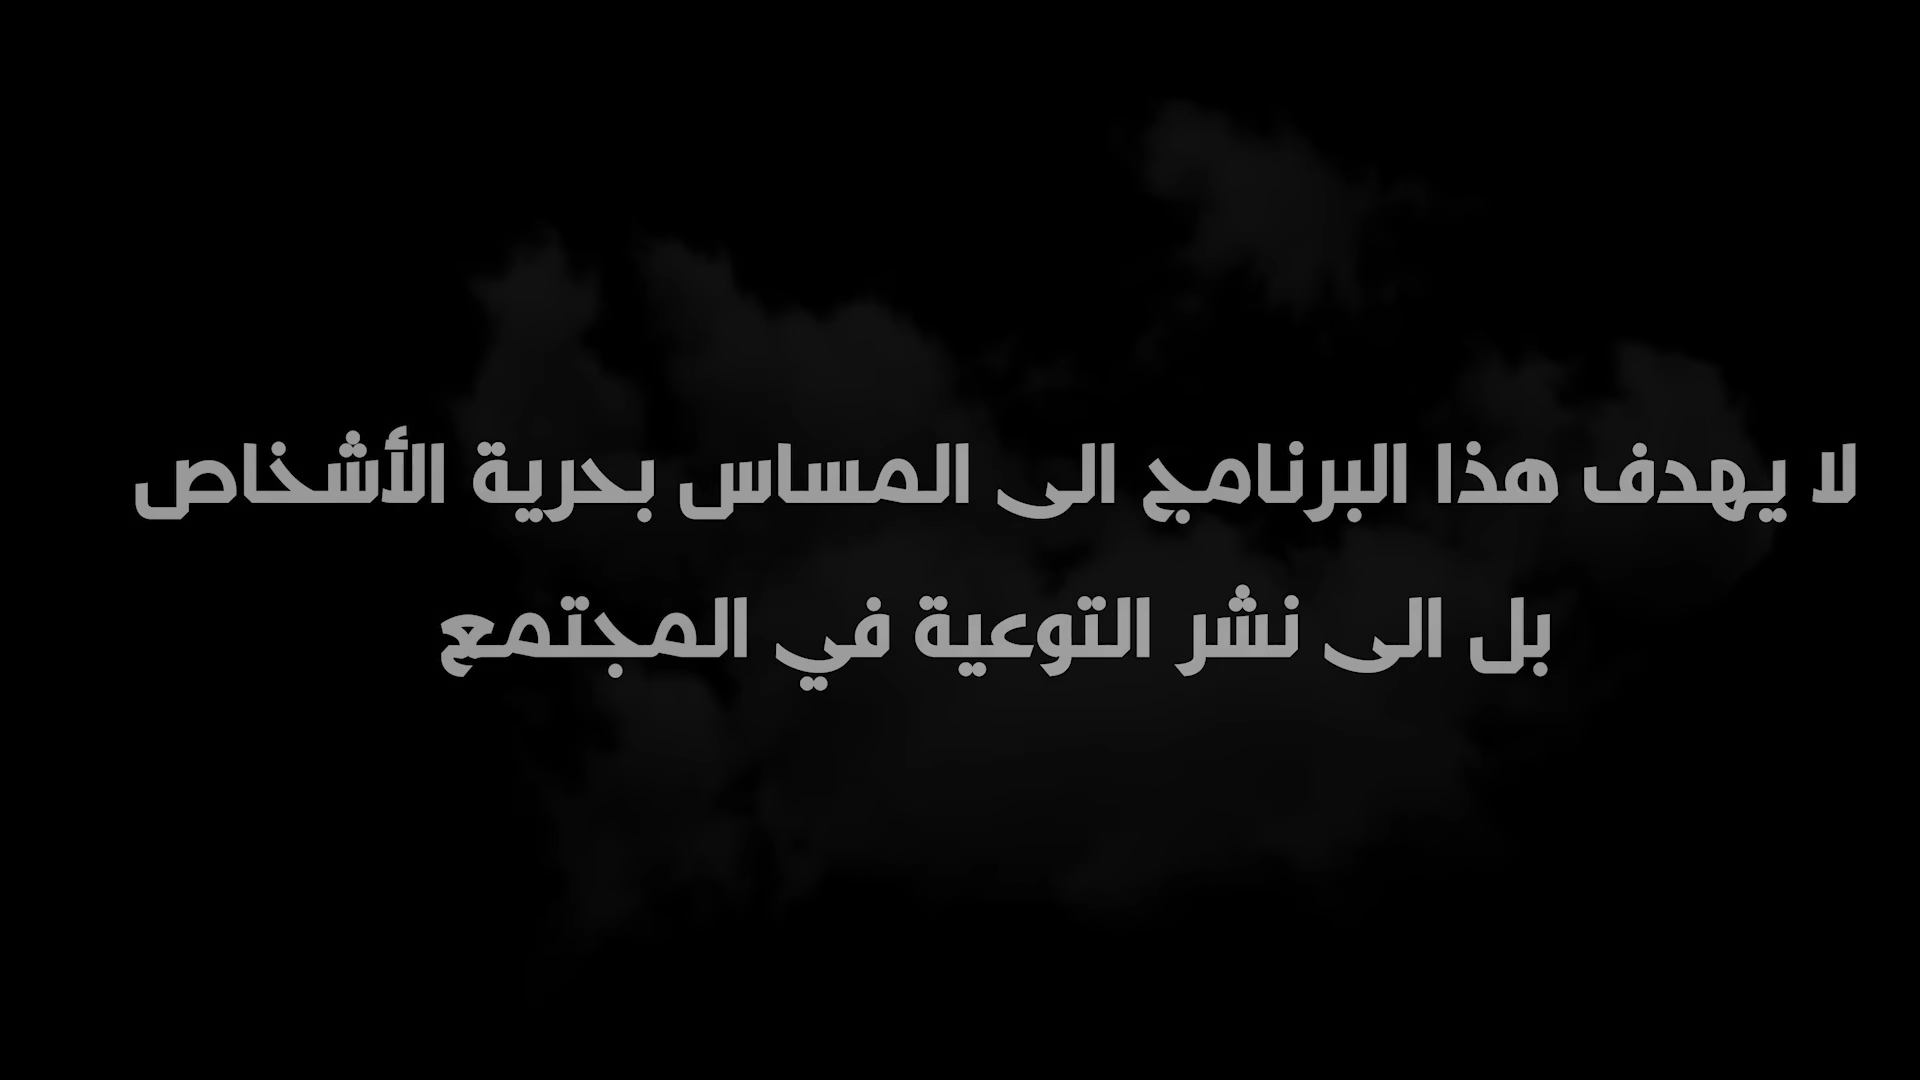 لا يهدف هذا البرنامج الى المساس بحرية الأشخاص
بل الى نشر التوعية في المجتمع